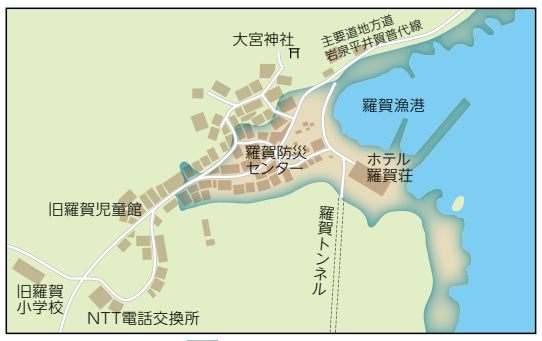 大宮神社
主要道地方道
岩泉平井賀普代線
羅賀漁港
羅賀防災
センター
ホテル
羅賀荘
旧羅賀児童館
羅賀トンネル
旧羅賀
小学校
NTT電話交換所